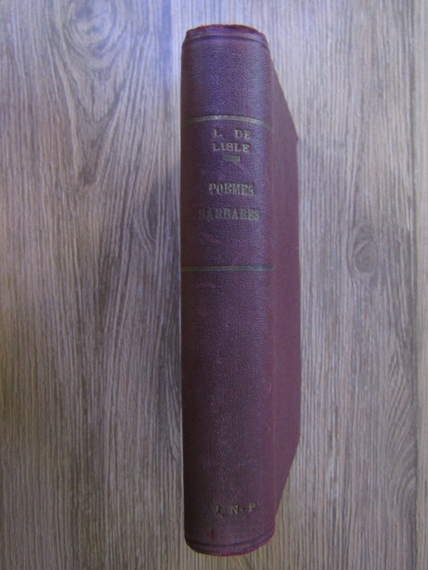 L. DE
LISLE
POEMES
BARBARES
I. N. P